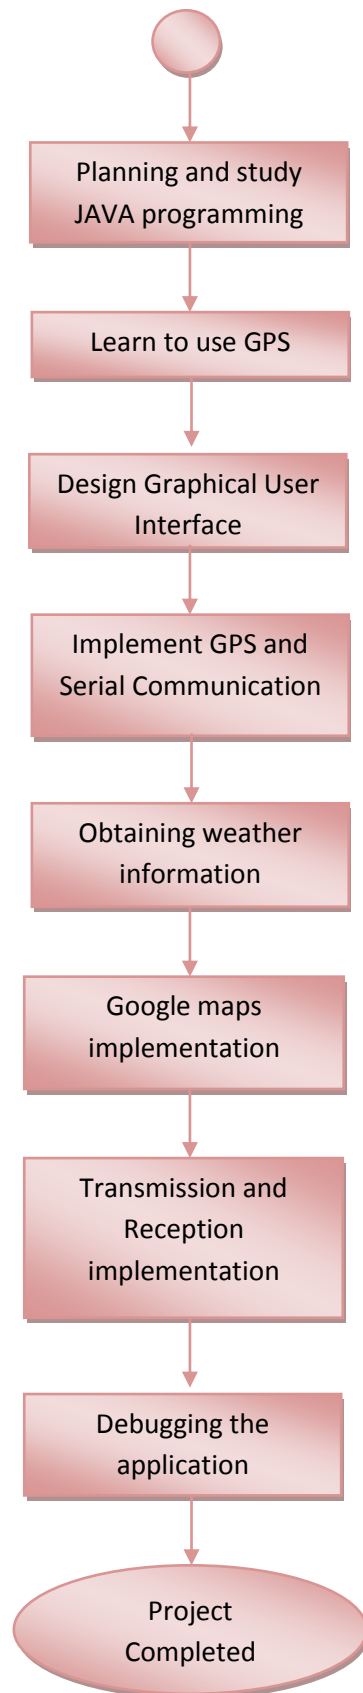 Planning and study
JAVA programming
Learn to use GPS
Design Graphical User
Interface
Implement GPS and
Serial Communication
Obtaining weather
information
Google maps
implementation
Transmission and
Reception
implementation
Debugging the
application
Project
Completed